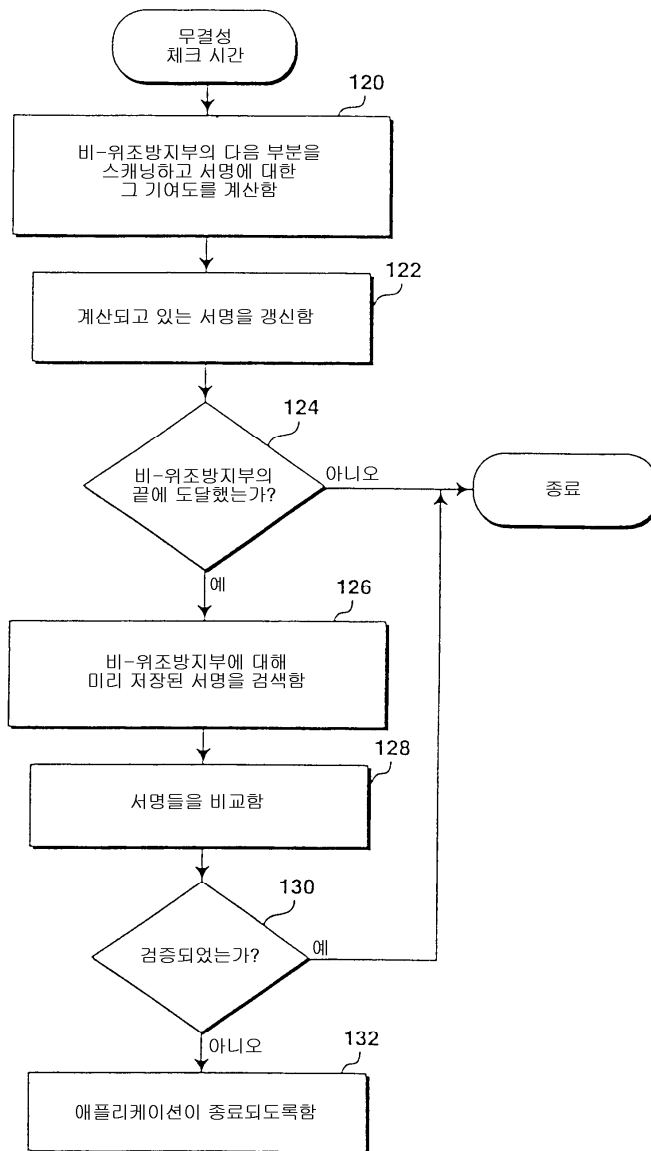 무결성
체크 시간
120
비-위조방지부의 다음 부분을
스캐닝하고 서명에 대한
그 기여도를 계산함
122
계산되고 있는 서명을 갱신함
124
비-위조방지부의
끝에 도달했는가?
아니오
종료
예
126
비-위조방지부에 대해
미리 저장된 서명을 검색함
128
서명들을 비교함
130
검증되었는가?
예
아니오
132
애플리케이션이 종료되도록함